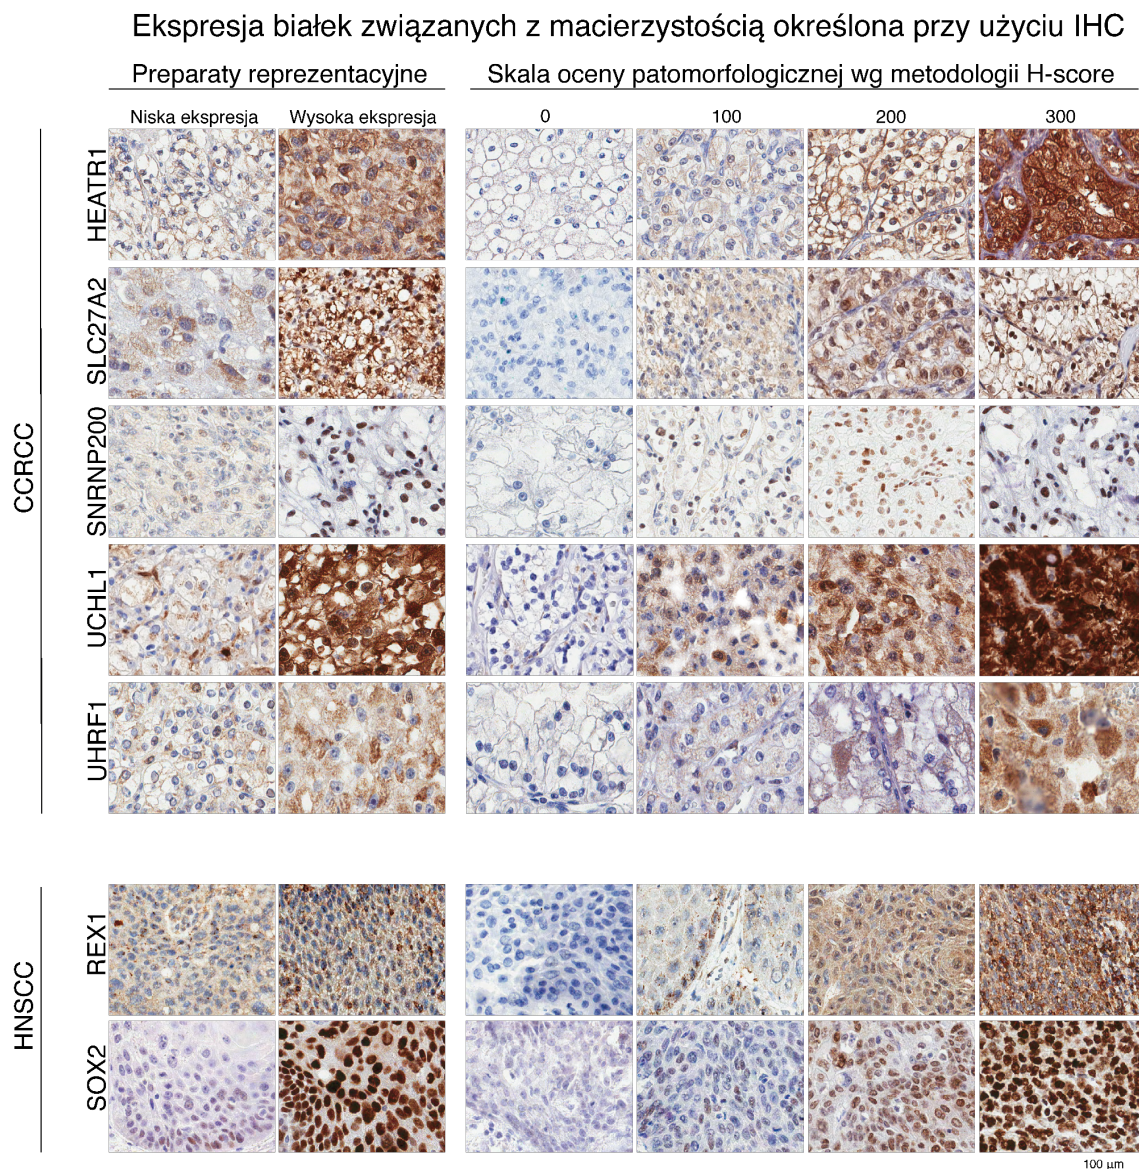 Ekspresja białek związanych z macierzystością określona przy użyciu IHC
Preparaty reprezentacyjne
Skala oceny patomorfologicznej wg metodologii H-score
Niska ekspresja
Wysoka ekspresja
0
100
200
300
CCRCC
HEATR1
SLC27A2
SNRNP200
UCHL1
UHRF1
HNSCC
REX1
SOX2
100 µm